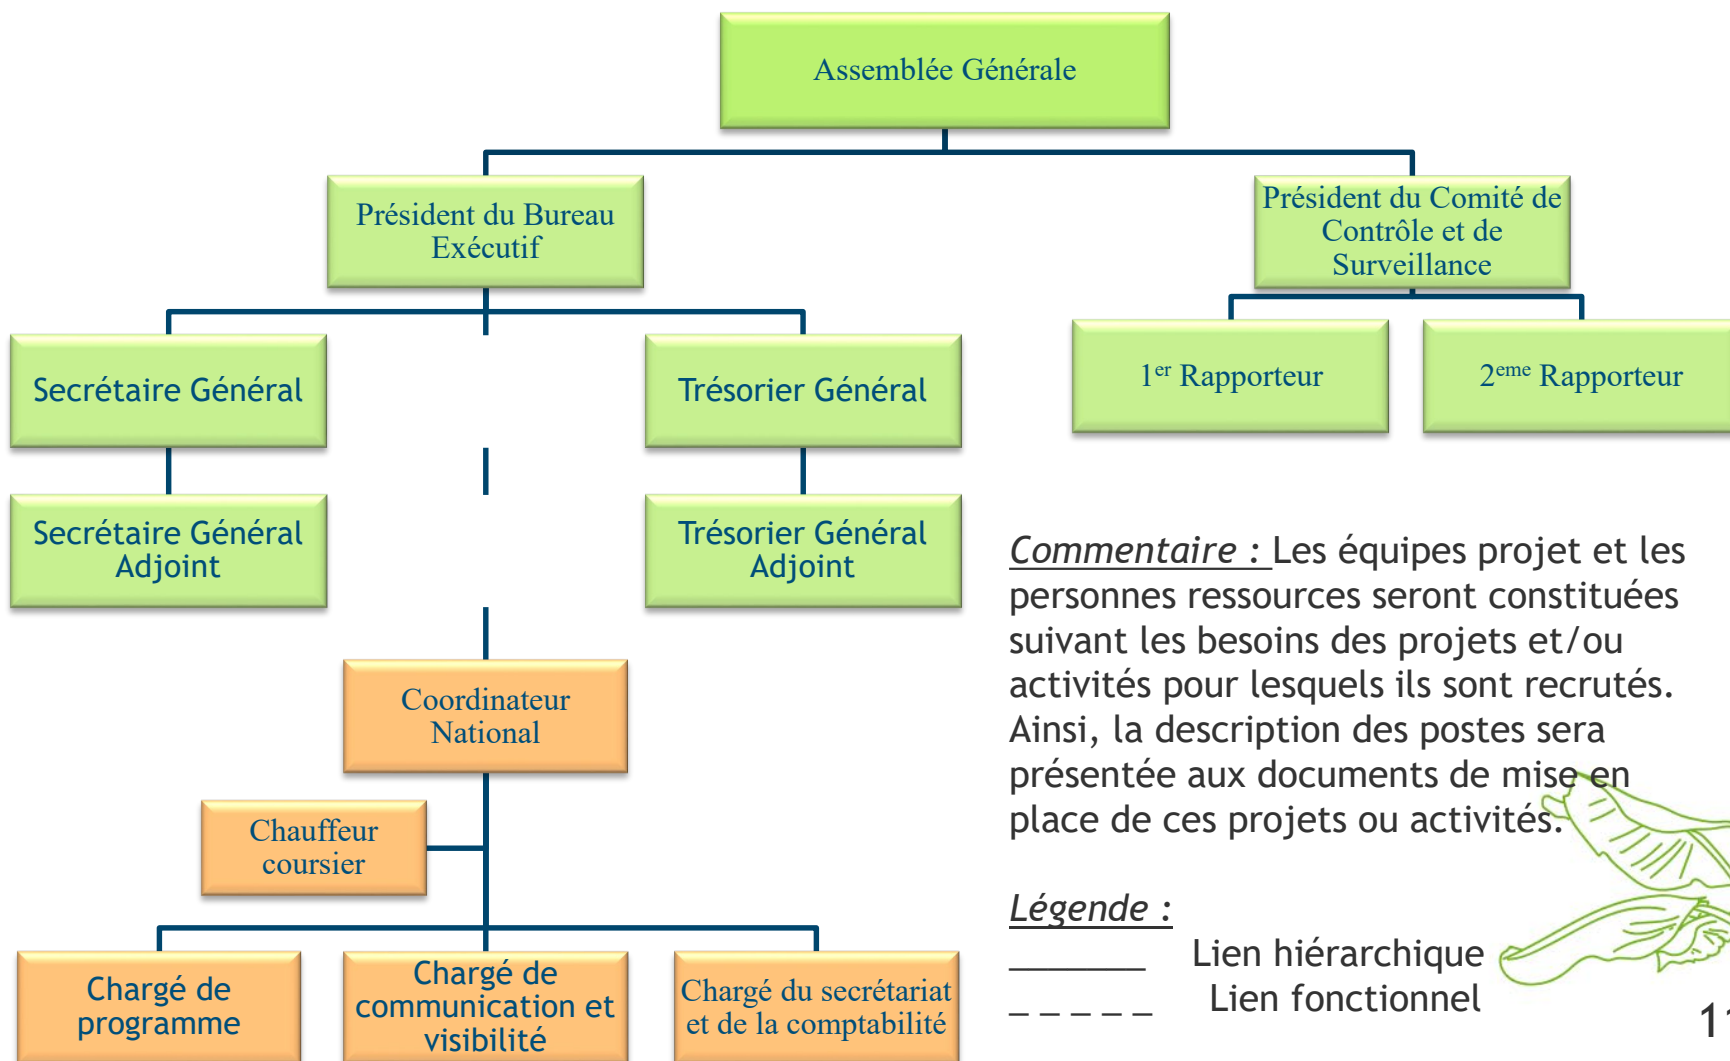 Assemblée Générale
Président du Bureau
Exécutif
Président du Comité de
Contrôle et de
Surveillance
Secrétaire Général
Trésorier Général
1er Rapporteur
2eme Rapporteur
Secrétaire Général
Adjoint
Trésorier Général
Adjoint
Coordinateur
National
Chauffeur
coursier
Chargé de
programme
Chargé de
communication et
visibilité
Chargé du secrétariat
et de la comptabilité
Commentaire : Les équipes projet et les
personnes ressources seront constituées
suivant les besoins des projets et/ou
activités pour lesquels ils sont recrutés.
Ainsi, la description des postes sera
présentée aux documents de mise en
place de ces projets ou activités.
Légende :
_______ Lien hiérarchique
_ _ _ _ _ Lien fonctionnel
11